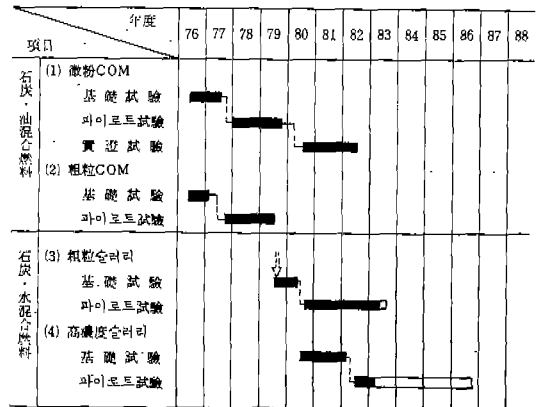 年度
項目
76 77 78 79 80 81 82 83 84 85 86 87 88
石炭・油混合燃料
(1) 微粉COM
基礎試驗
파이로트試驗
實證試驗
(2) 粗粒COM
基礎試驗
파이로트試驗
石炭・水混合燃料
(3) 粗粒슬러리
基礎試驗
파이로트試驗
(4) 高濃度슬러리
基礎試驗
파이로트試驗